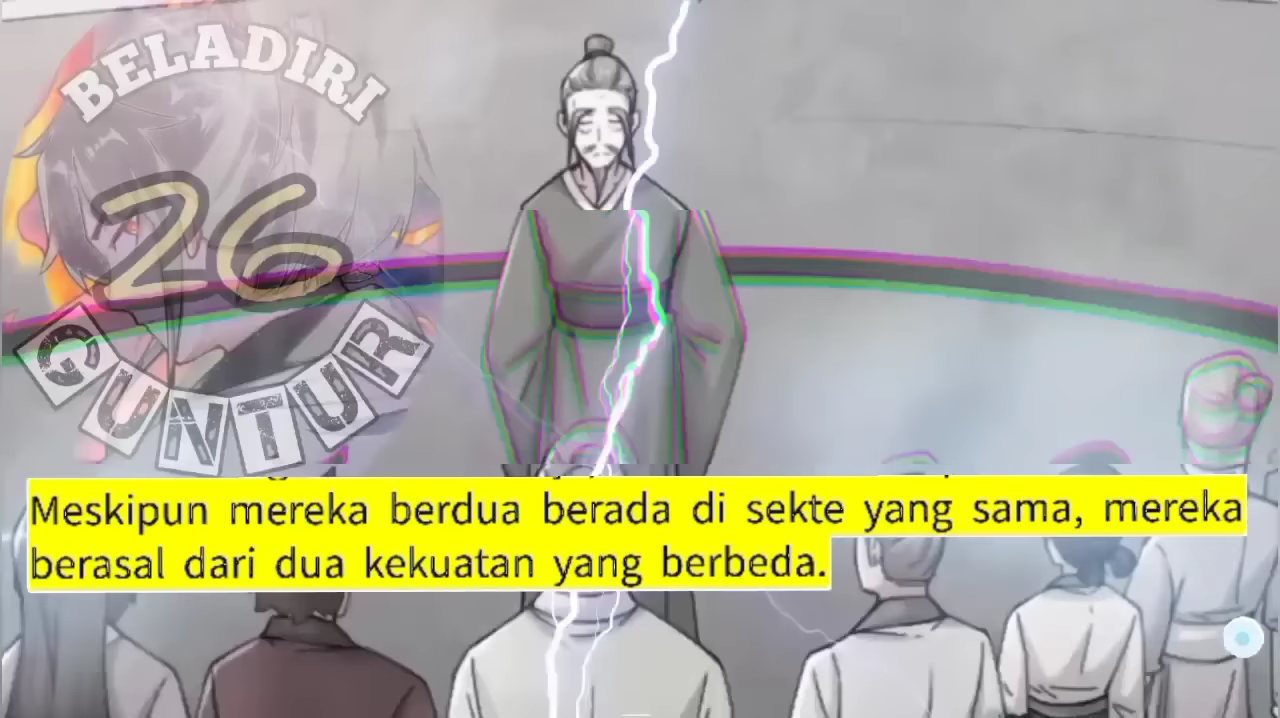 BELADIRI
26
GUNTUR
Meskipun mereka berdua berada di sekte yang sama, mereka
berasal dari dua kekuatan yang berbeda.